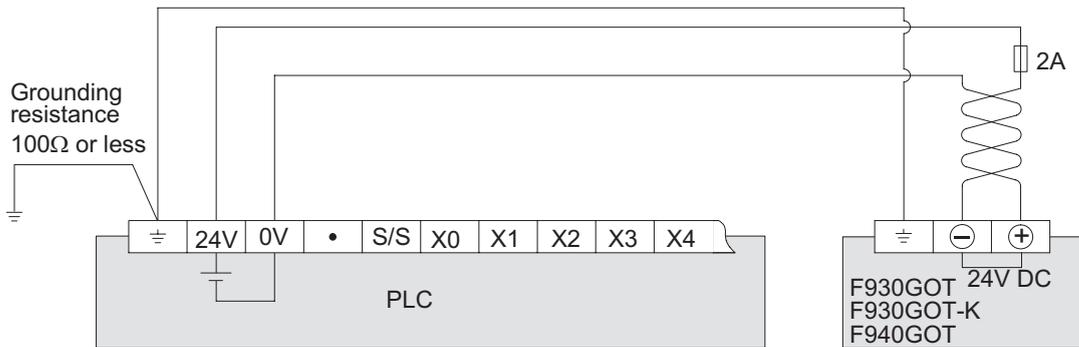 2A
Grounding
resistance
100Ω or less
24V 0V • S/S X0 X1 X2 X3 X4
− +
PLC
24V DC
F930GOT
F930GOT-K
F940GOT